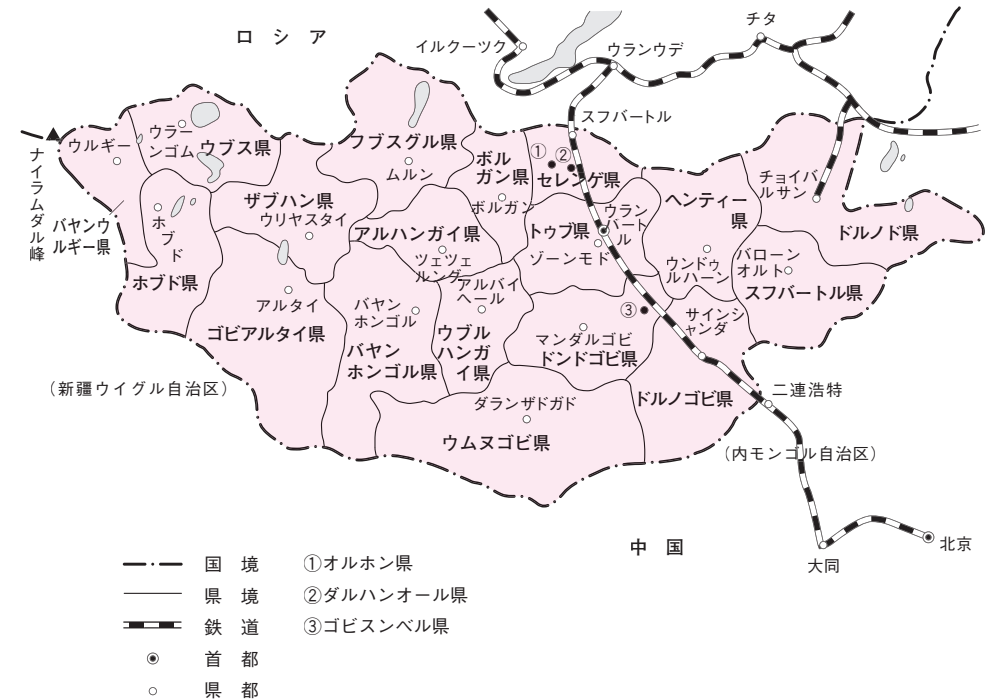 ロシア
チタ
イルクーツク
ウランウデ
スフバートル
ナイラムダル峰
ウルギー
ウラー
ンゴム
ウブス県
フブスグル県
ムルン
ボル
ガン県
①
②
セレンゲ県
ボルガン
チョイバ
ルサン
ドルノド県
ヘンティー
県
バヤンウ
ルギー県
ホブド
ザブハン県
ウリヤスタイ
アルハンガイ県
ツェツェ
ルレグ
トゥブ県
ウラン
バート
ル
ゾーンモド
ウンドゥ
ルハーン
バローン
オルト
スフバートル県
ホブド県
アルタイ
ゴビアルタイ県
バヤン
ホンゴル
バヤン
ホンゴル県
アルバイ
ヘール
ウブル
ハンガ
イ県
③
マンダルゴビ
ドンドゴビ県
サインシ
ャンダ
ドルノゴビ県
ダランザドガド
ウムヌゴビ県
二連浩特
(新疆ウイグル自治区)
(内モンゴル自治区)
中国
大同
北京
国境
県境
鉄道
首都
県都
①オルホン県
②ダルハンオール県
③ゴビスンベル県